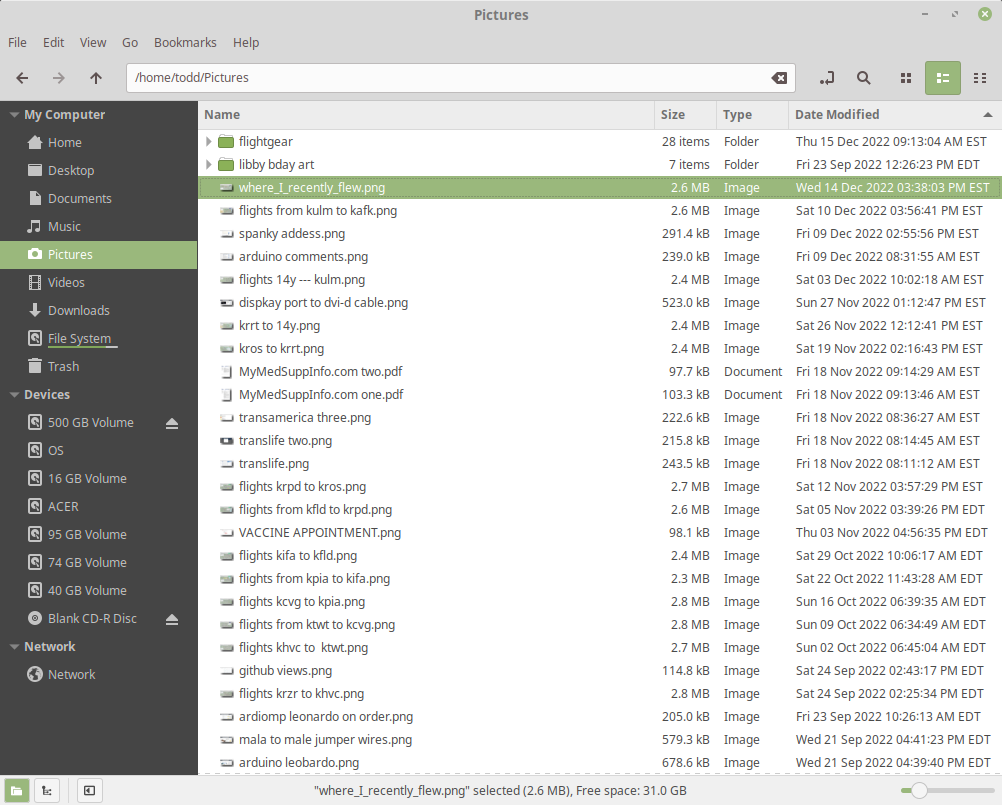 Pictures
File Edit View Go Bookmarks Help
/home/todd/Pictures
My Computer
Home
Desktop
Documents
Music
Pictures
Videos
Downloads
File System
Trash
Devices
500 GB Volume
OS
16 GB Volume
ACER
95 GB Volume
74 GB Volume
40 GB Volume
Blank CD-R Disc
Network
Network
Name Size Type Date Modified
flightgear 28 items Folder Thu 15 Dec 2022 09:13:04 AM EST
libby bday art 7 items Folder Fri 23 Sep 2022 12:26:23 PM EDT
where_I_recently_flew.png 2.6 MB Image Wed 14 Dec 2022 03:38:03 PM EST
flights from kulm to kafk.png 2.6 MB Image Sat 10 Dec 2022 03:56:41 PM EST
spanky addess.png 291.4 kB Image Fri 09 Dec 2022 02:55:56 PM EST
arduino comments.png 239.0 kB Image Fri 09 Dec 2022 08:31:55 AM EST
flights 14y --- kulm.png 2.4 MB Image Sat 03 Dec 2022 10:02:18 AM EST
dispkay port to dvi-d cable.png 523.0 kB Image Sun 27 Nov 2022 01:12:47 PM EST
krrt to 14y.png 2.4 MB Image Sat 26 Nov 2022 12:12:41 PM EST
kros to krrt.png 2.4 MB Image Sat 19 Nov 2022 02:16:43 PM EST
MyMedSuppInfo.com two.pdf 97.7 kB Document Fri 18 Nov 2022 09:14:29 AM EST
MyMedSuppInfo.com one.pdf 103.3 kB Document Fri 18 Nov 2022 09:13:46 AM EST
transamerica three.png 222.6 kB Image Fri 18 Nov 2022 08:36:27 AM EST
translife two.png 215.8 kB Image Fri 18 Nov 2022 08:14:45 AM EST
translife.png 243.5 kB Image Fri 18 Nov 2022 08:11:12 AM EST
flights krpd to kros.png 2.7 MB Image Sat 12 Nov 2022 03:57:29 PM EST
flights from kfld to krpd.png 2.6 MB Image Sat 05 Nov 2022 03:39:26 PM EDT
VACCINE APPOINTMENT.png 98.1 kB Image Thu 03 Nov 2022 04:56:35 PM EDT
flights kifa to kfld.png 2.4 MB Image Sat 29 Oct 2022 10:06:17 AM EDT
flights from kpia to kifa.png 2.3 MB Image Sat 22 Oct 2022 11:43:28 AM EDT
flights kcvg to kpia.png 2.8 MB Image Sun 16 Oct 2022 06:39:35 AM EDT
flights from ktwt to kcvg.png 2.8 MB Image Sun 09 Oct 2022 06:34:49 AM EDT
flights khvc to  ktwt.png 2.7 MB Image Sun 02 Oct 2022 06:45:04 AM EDT
github views.png 114.8 kB Image Sat 24 Sep 2022 02:43:17 PM EDT
flights krzr to khvc.png 2.8 MB Image Sat 24 Sep 2022 02:25:34 PM EDT
ardiomp leonardo on order.png 205.0 kB Image Fri 23 Sep 2022 10:26:13 AM EDT
mala to male jumper wires.png 579.3 kB Image Wed 21 Sep 2022 04:41:23 PM EDT
arduino leobardo.png 678.6 kB Image Wed 21 Sep 2022 04:39:40 PM EDT
"where_I_recently_flew.png" selected (2.6 MB), Free space: 31.0 GB